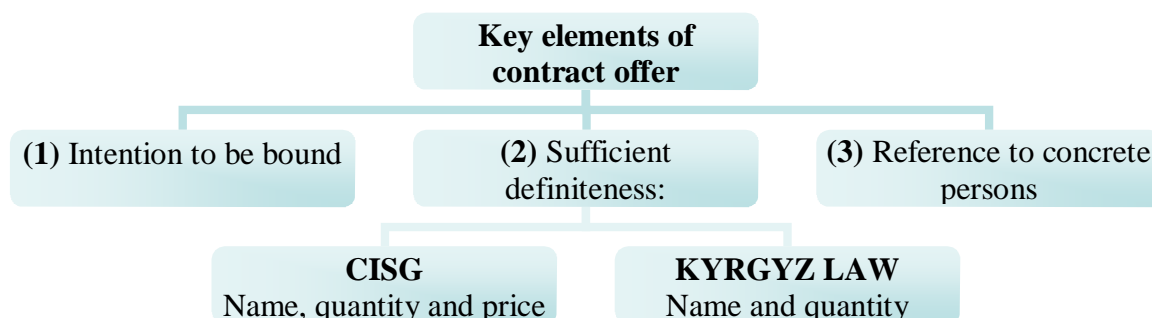 Key elements of
contract offer
(1) Intention to be bound
(2) Sufficient
definiteness:
(3) Reference to concrete
persons
CISG
Name, quantity and price
KYRGYZ LAW
Name and quantity